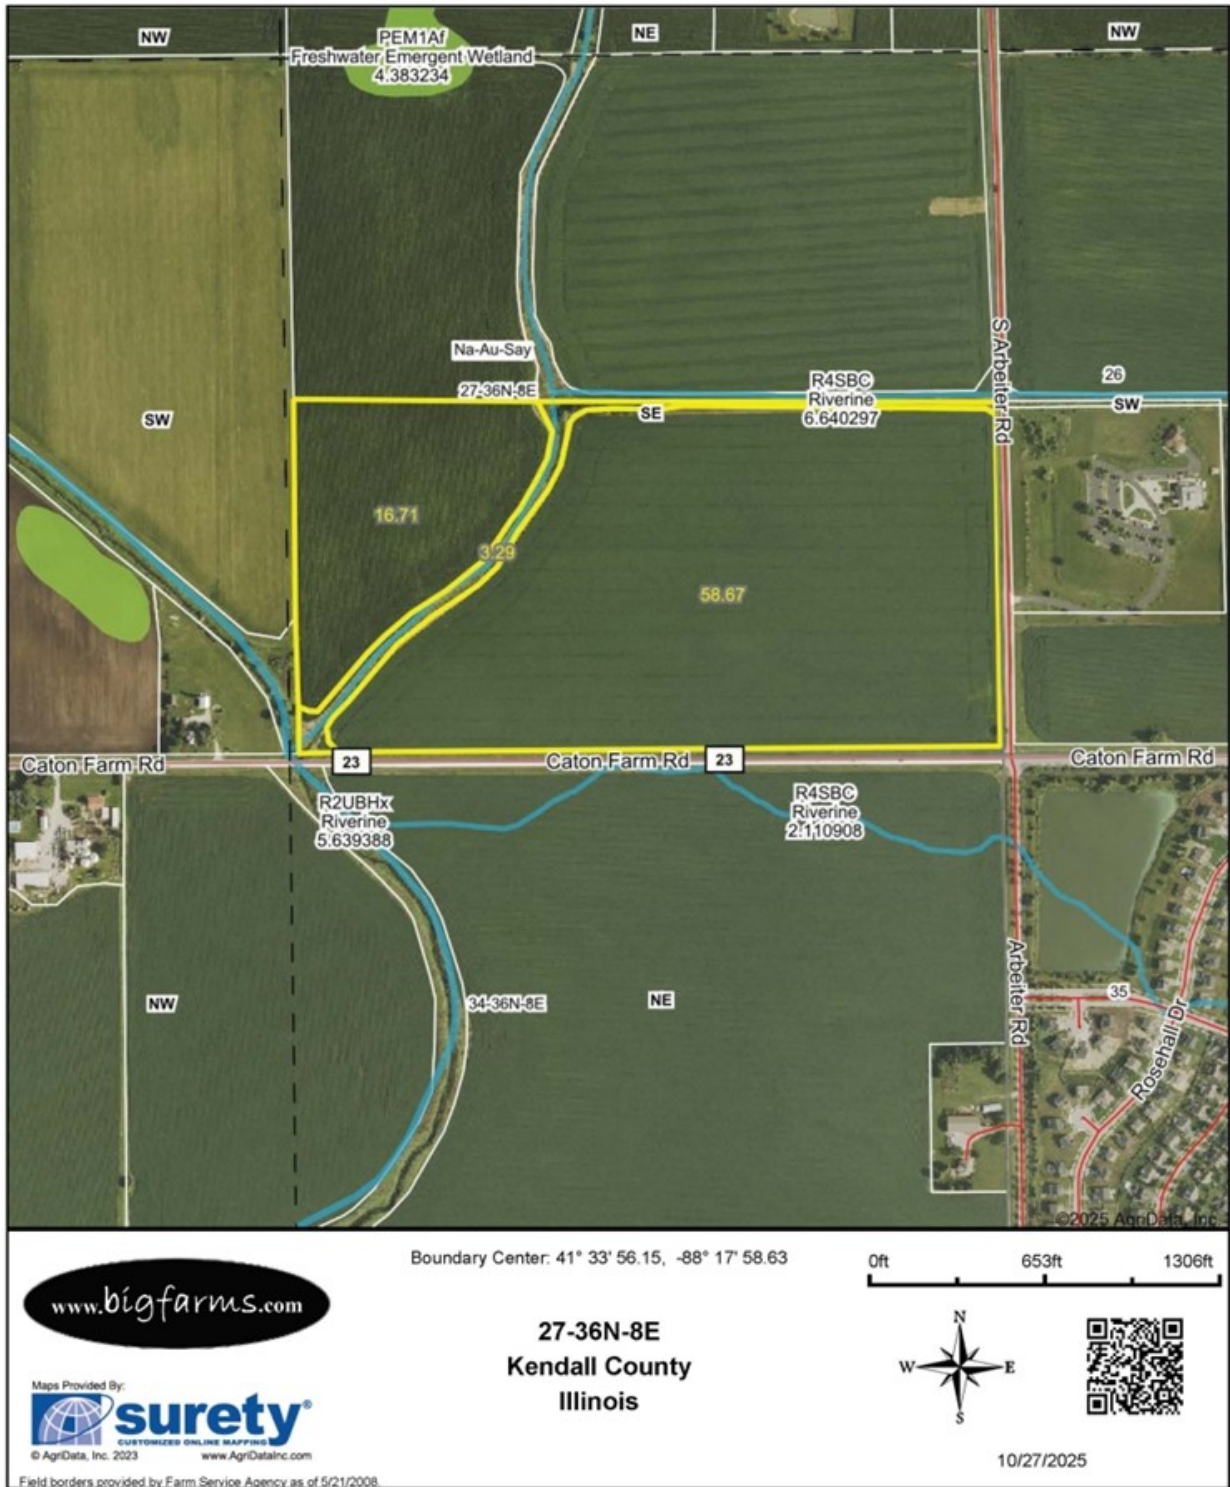 NW
PEM1Af
Freshwater Emergent Wetland
4.383234
NE
NW
Na-Au-Say
27-36N-8E
S Arbeiter Rd
R4SBC
Riverine
6.640297
26
SW
SE
SW
16.71
3.29
58.67
Caton Farm Rd
23
Caton Farm Rd
23
Caton Farm Rd
R2UBHx
Riverine
5.639388
R4SBC
Riverine
2.110908
NW
34-36N-8E
NE
Arbeiter Rd
35
Rosehall Dr
©2025 AgriData, Inc.
Boundary Center: 41° 33' 56.15, -88° 17' 58.63
0ft 653ft 1306ft
www.bigfarms.com
27-36N-8E
Kendall County
Illinois
N
W E
S
Maps Provided By:
surety®
CUSTOMIZED ONLINE MAPPING
© AgriData, Inc. 2023 www.AgriDataInc.com
10/27/2025
Field borders provided by Farm Service Agency as of 5/21/2008.